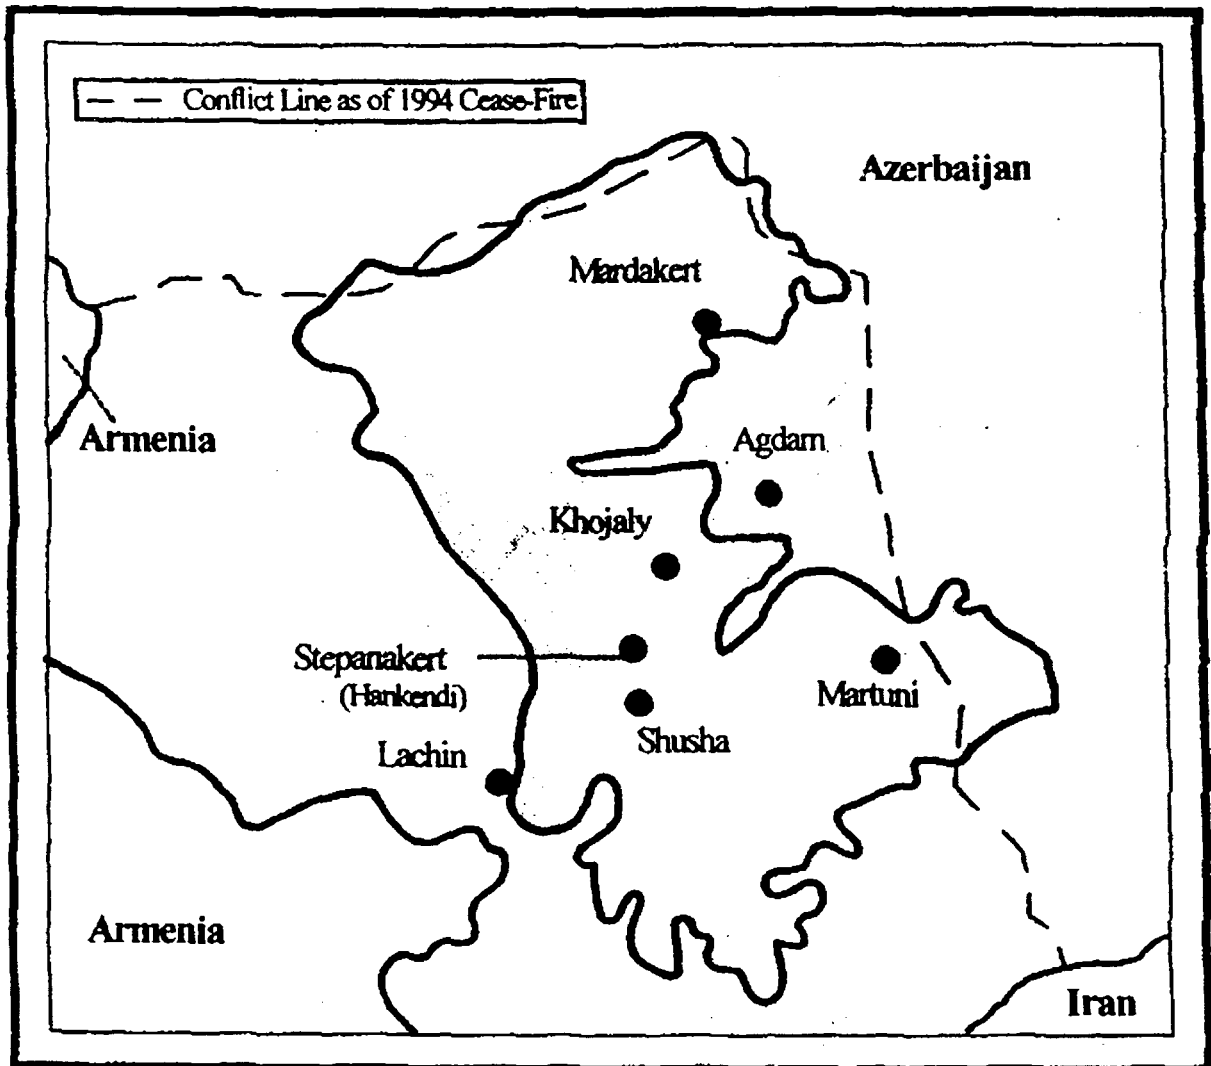 Conflict Line as of 1994 Cease-Fire
Azerbaijan
Mardakert
Armenia
Agdam
Khojaly
Stepanakert
(Hankendi)
Martuni
Shusha
Lachin
Armenia
Iran